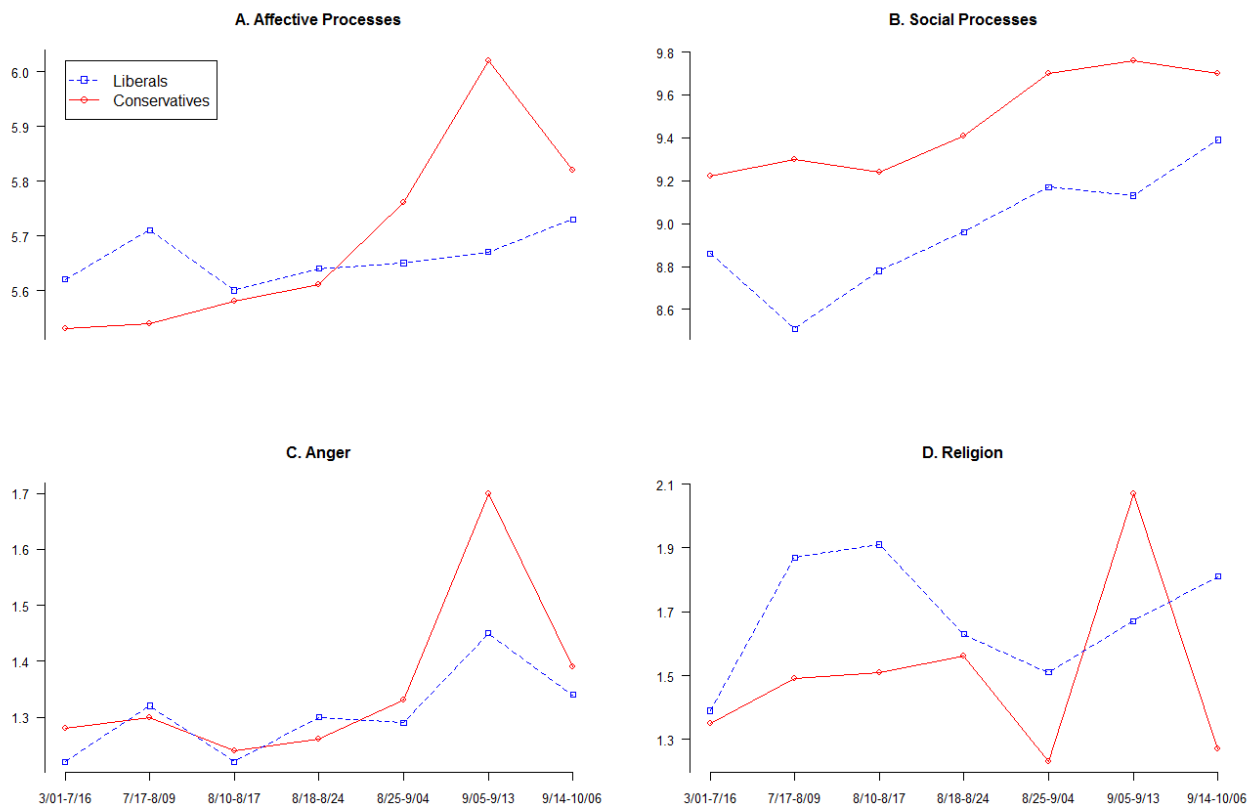 A. Affective Processes
6.0
5.9
5.8
5.7
5.6
Liberals
Conservatives
B. Social Processes
9.8
9.6
9.4
9.2
9.0
8.8
8.6
C. Anger
1.7
1.6
1.5
1.4
1.3
3/01-7/16 7/17-8/09 8/10-8/17 8/18-8/24 8/25-9/04 9/05-9/13 9/14-10/06
D. Religion
2.1
1.9
1.7
1.5
1.3
3/01-7/16 7/17-8/09 8/10-8/17 8/18-8/24 8/25-9/04 9/05-9/13 9/14-10/06